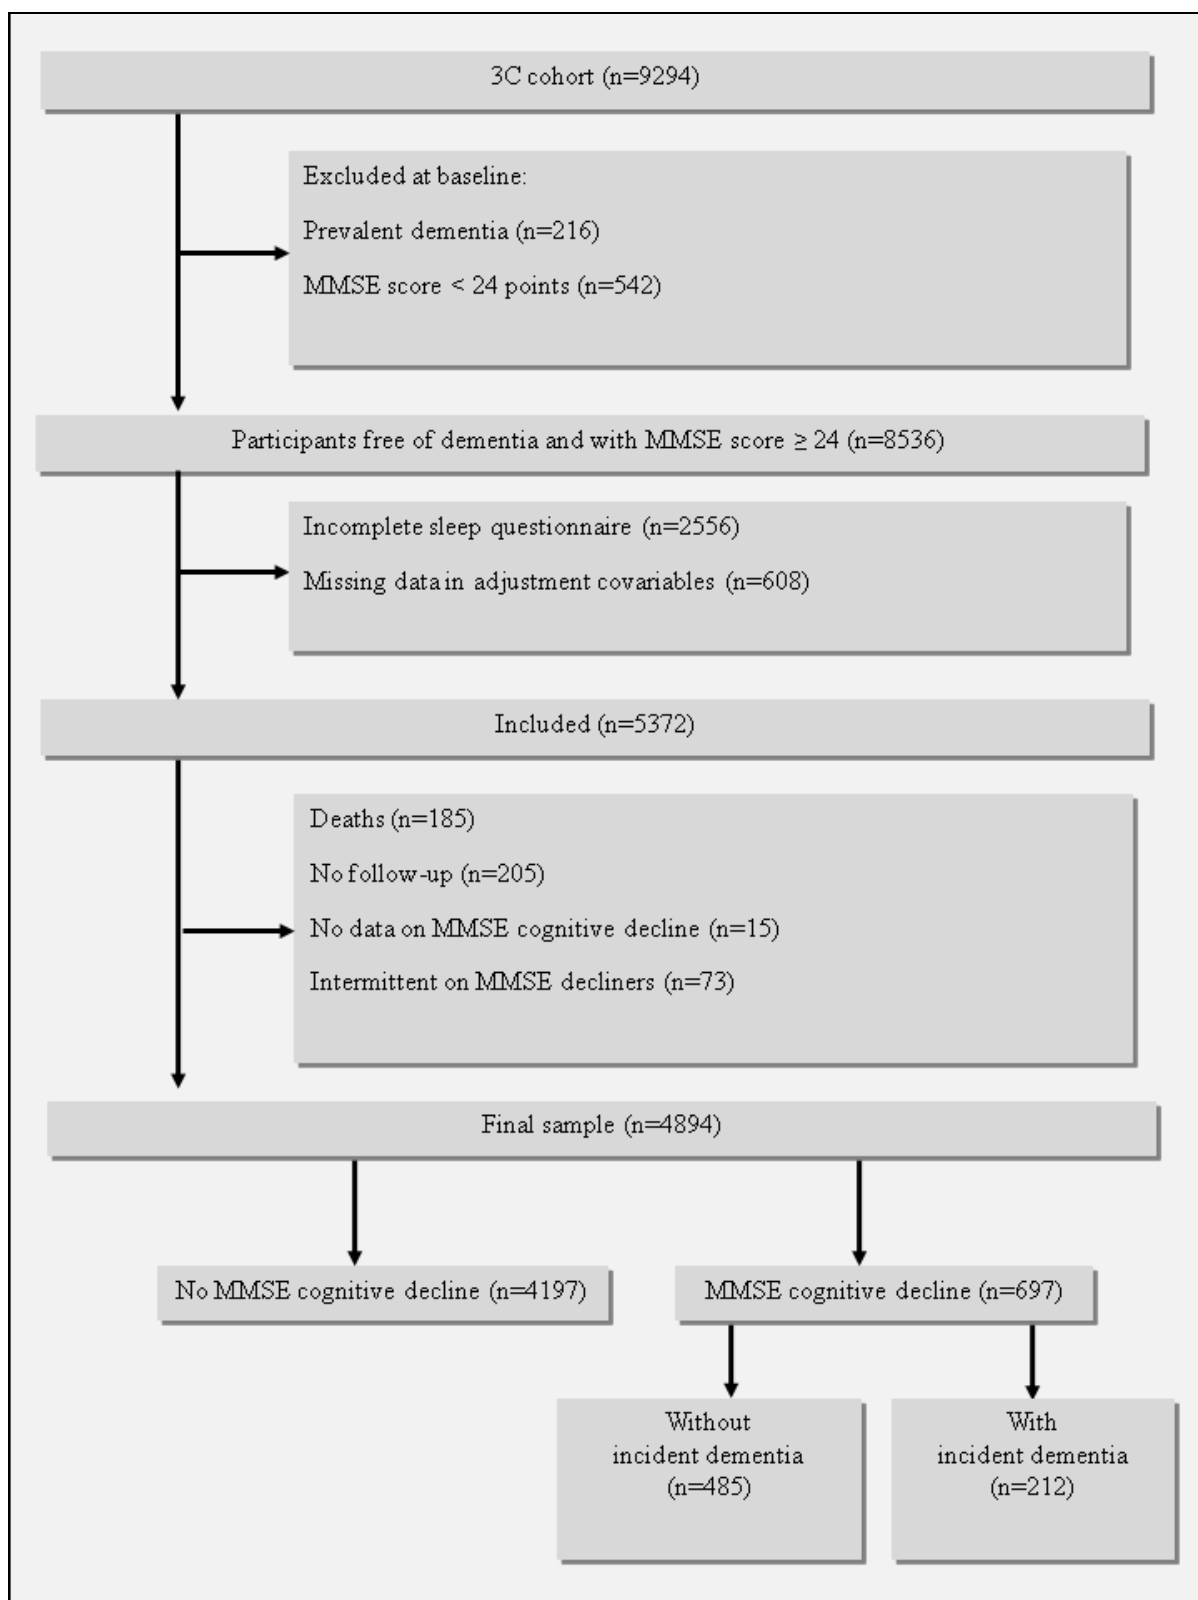 3C cohort (n=9294)
Excluded at baseline:
Prevalent dementia (n=216)
MMSE score < 24 points (n=542)
Participants free of dementia and with MMSE score ≥ 24 (n=8536)
Incomplete sleep questionnaire (n=2556)
Missing data in adjustment covariables (n=608)
Included (n=5372)
Deaths (n=185)
No follow-up (n=205)
No data on MMSE cognitive decline (n=15)
Intermittent on MMSE decliners (n=73)
Final sample (n=4894)
No MMSE cognitive decline (n=4197)
MMSE cognitive decline (n=697)
Without
incident dementia
(n=485)
With
incident dementia
(n=212)